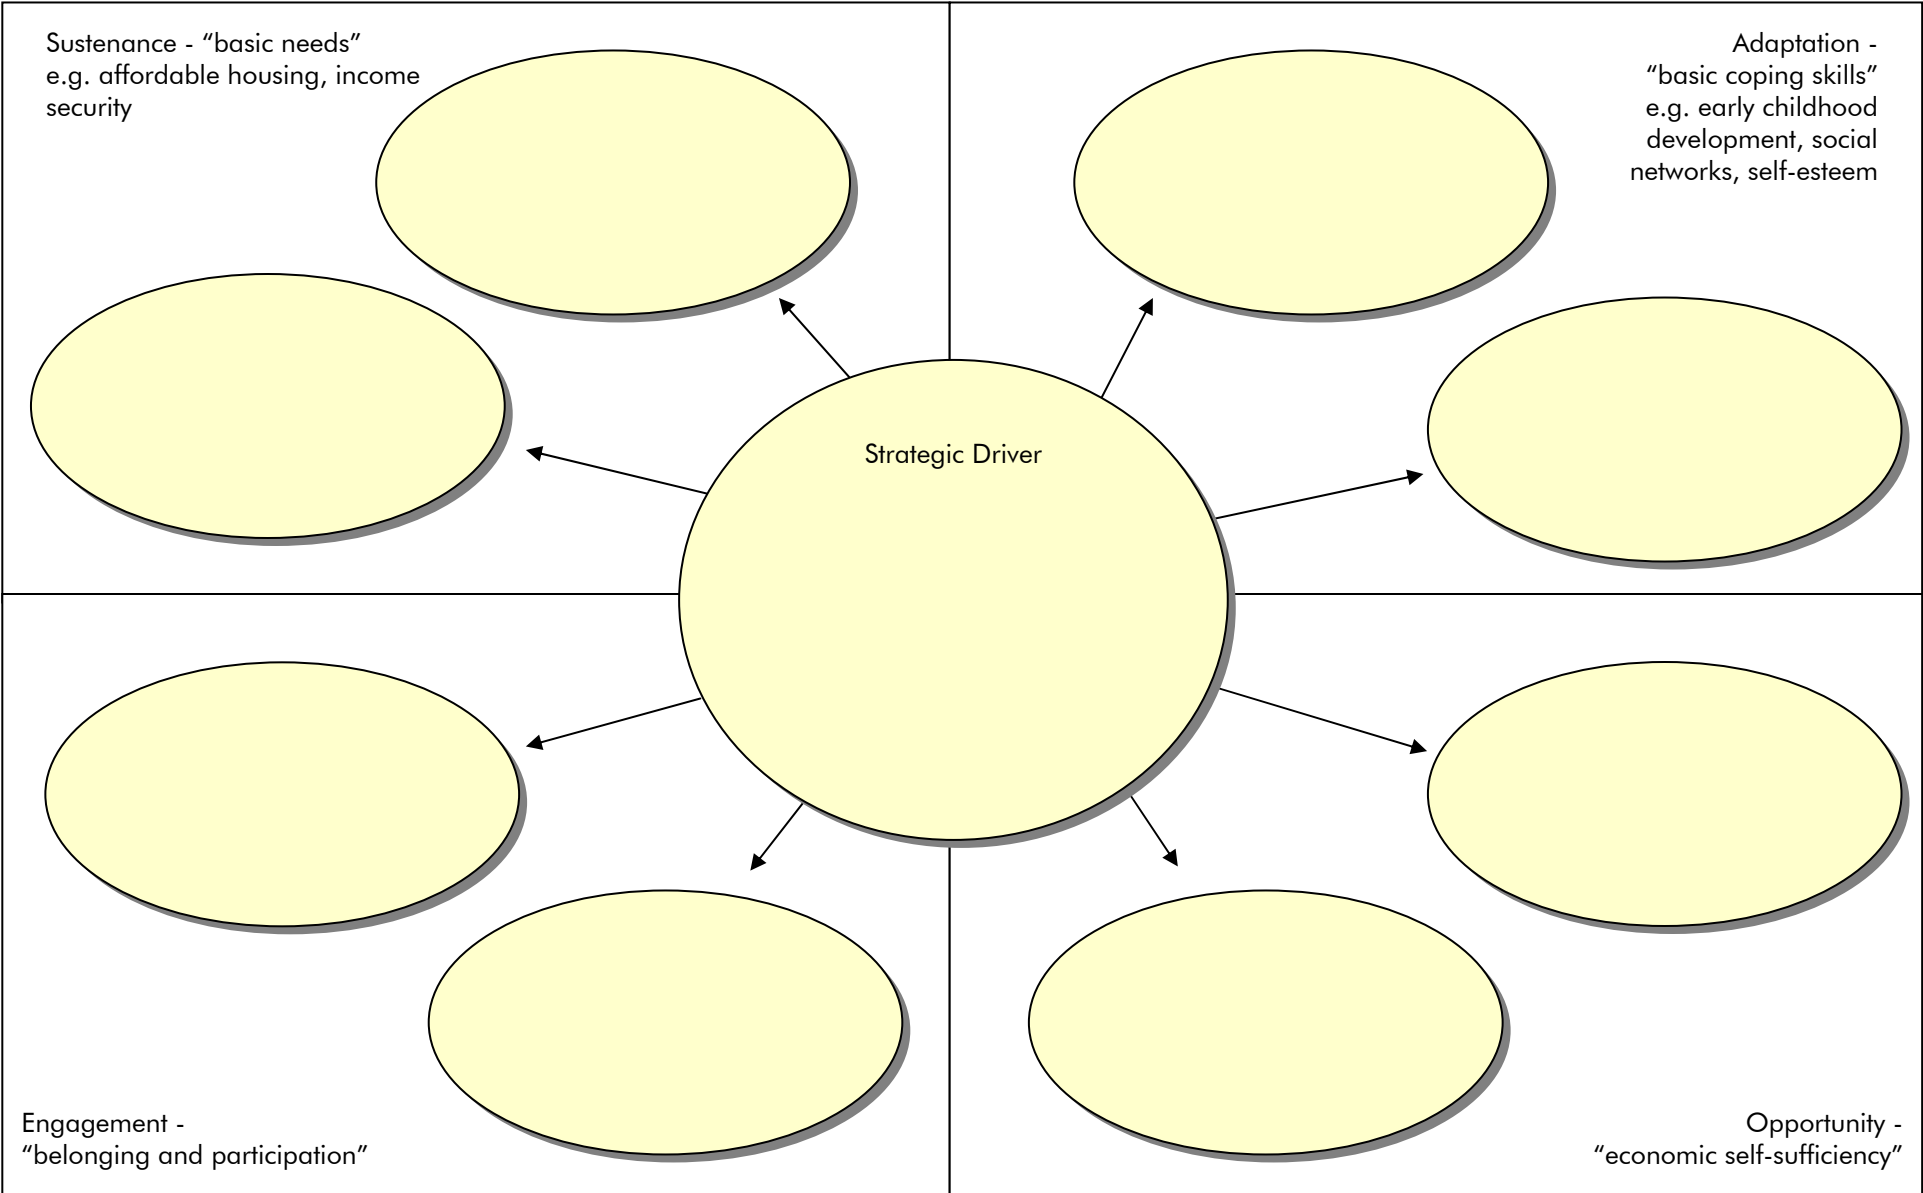 Sustenance - “basic needs”
e.g. affordable housing, income
security
Adaptation -
“basic coping skills”
e.g. early childhood
development, social
networks, self-esteem
Strategic Driver
Engagement -
“belonging and participation”
Opportunity -
“economic self-sufficiency”